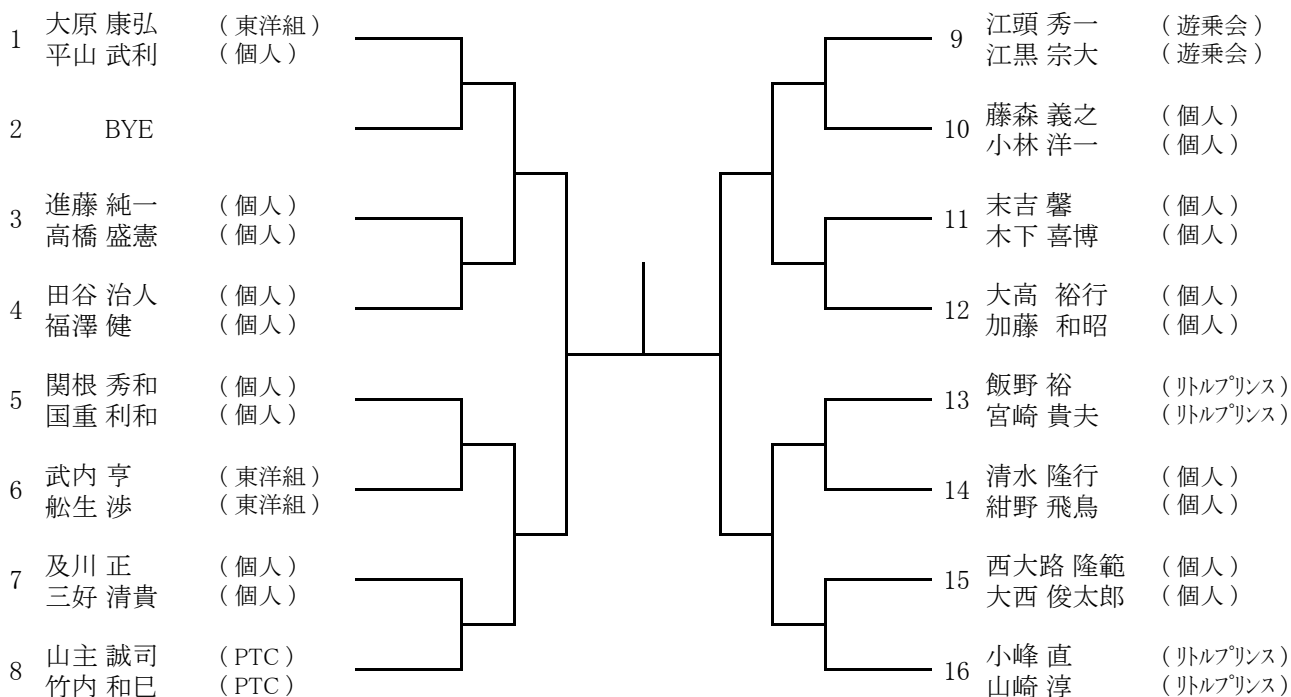 1 大原 康弘 (東洋組)
平山 武利 (個人)
2 BYE
3 進藤 純一 (個人)
高橋 盛憲 (個人)
4 田谷 治人 (個人)
福澤 健 (個人)
5 関根 秀和 (個人)
国重 利和 (個人)
6 武内 亨 (東洋組)
舩生 渉 (東洋組)
7 及川 正 (個人)
三好 清貴 (個人)
8 山主 誠司 (PTC)
竹内 和巳 (PTC)
9 江頭 秀一 (遊乗会)
江黒 宗大 (遊乗会)
10 藤森 義之 (個人)
小林 洋一 (個人)
11 末吉 馨 (個人)
木下 喜博 (個人)
12 大高 裕行 (個人)
加藤 和昭 (個人)
13 飯野 裕 (リトルプリンス)
宮崎 貴夫 (リトルプリンス)
14 清水 隆行 (個人)
紺野 飛鳥 (個人)
15 西大路 隆範 (個人)
大西 俊太郎 (個人)
16 小峰 直 (リトルプリンス)
山崎 淳 (リトルプリンス)